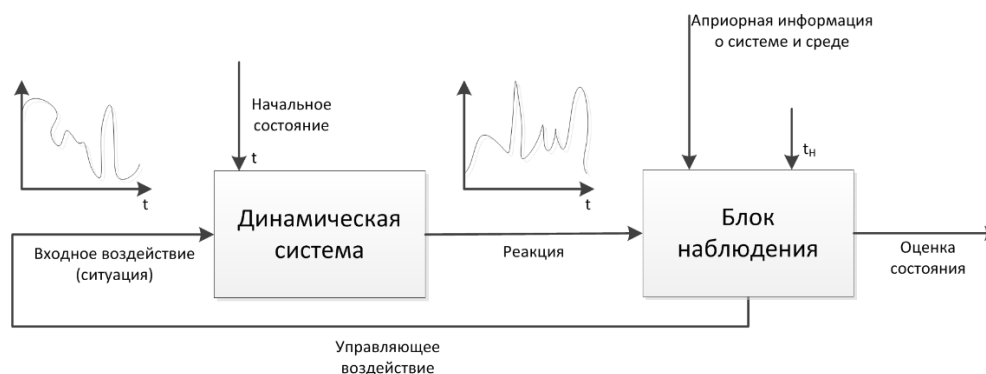 Априорная информация
о системе и среде
Начальное
состояние
t
tН
t
t
Динамическая
система
Блок
наблюдения
Входное воздействие
(ситуация)
Реакция
Оценка
состояния
Управляющее
воздействие